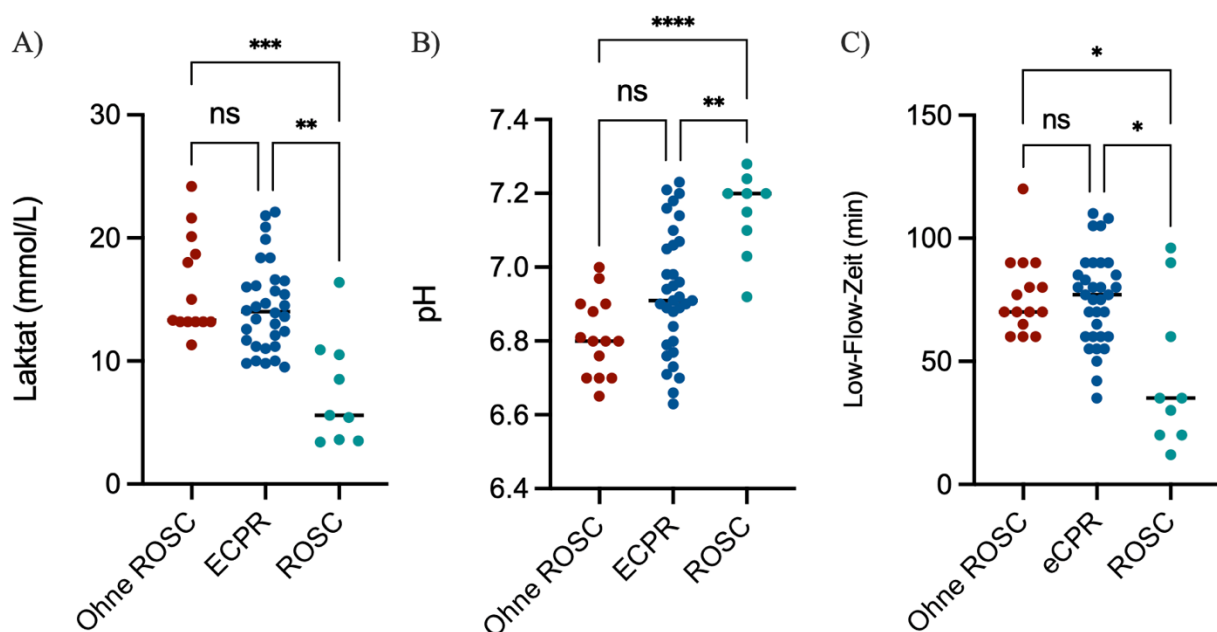 A)
***
ns
**
30
20
10
0
Laktat (mmol/L)
Ohne ROSC
ECPR
ROSC
B)
****
ns
**
7.4
7.2
7.0
6.8
6.6
6.4
pH
Ohne ROSC
ECPR
ROSC
C)
*
ns
*
150
100
50
0
Low-Flow-Zeit (min)
Ohne ROSC
eCPR
ROSC